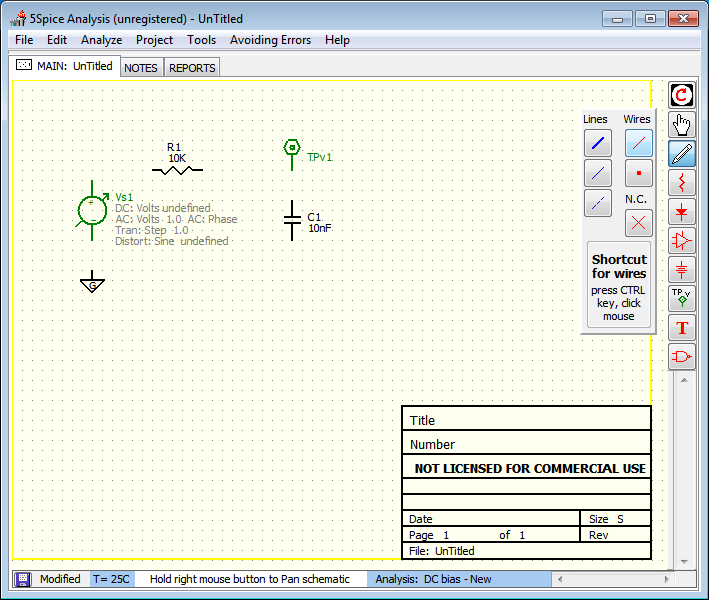 5Spice Analysis (unregistered) - UnTitled
File Edit Analyze Project Tools Avoiding Errors Help
MAIN: UnTitled NOTES REPORTS
Lines Wires
N.C.
Shortcut
for wires
press CTRL
key, click
mouse
R1
10K
TPv1
Vs1
DC: Volts undefined
AC: Volts 1.0 AC: Phase
Tran: Step 1.0
Distort: Sine undefined
C1
10nF
G
TP v
T
Title
Number
NOT LICENSED FOR COMMERCIAL USE
Date Size S
Page 1 of 1 Rev
File: UnTitled
Modified T= 25C Hold right mouse button to Pan schematic Analysis: DC bias - New